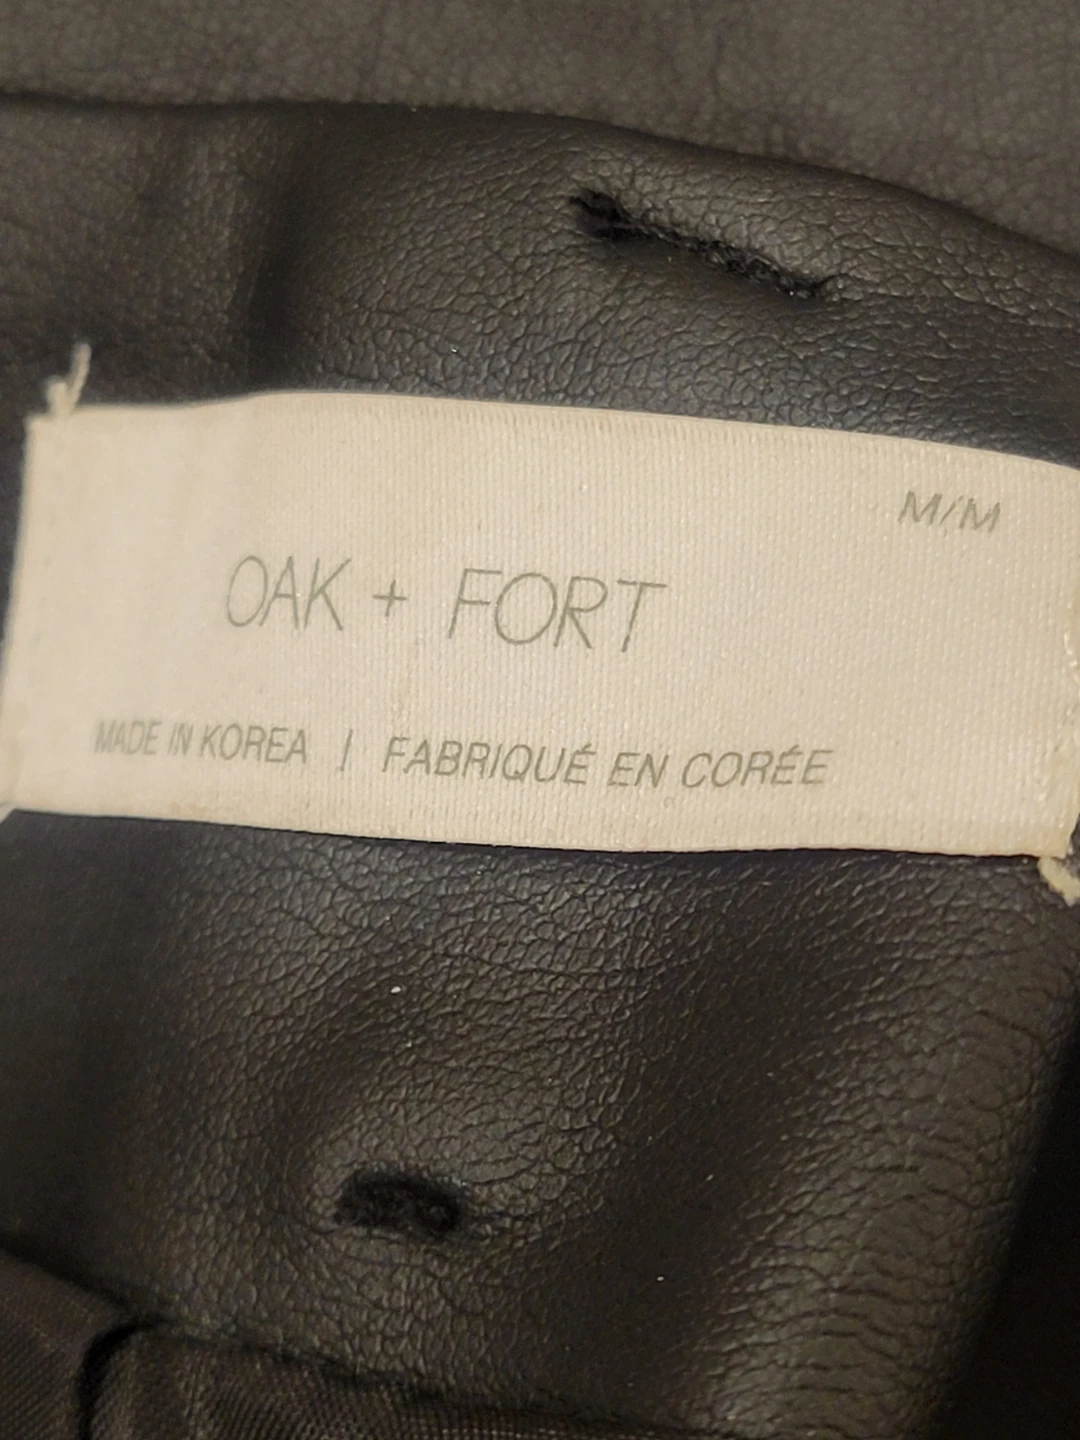 M/M
OAK + FORT
MADE IN KOREA | FABRIQUÉ EN CORÉE